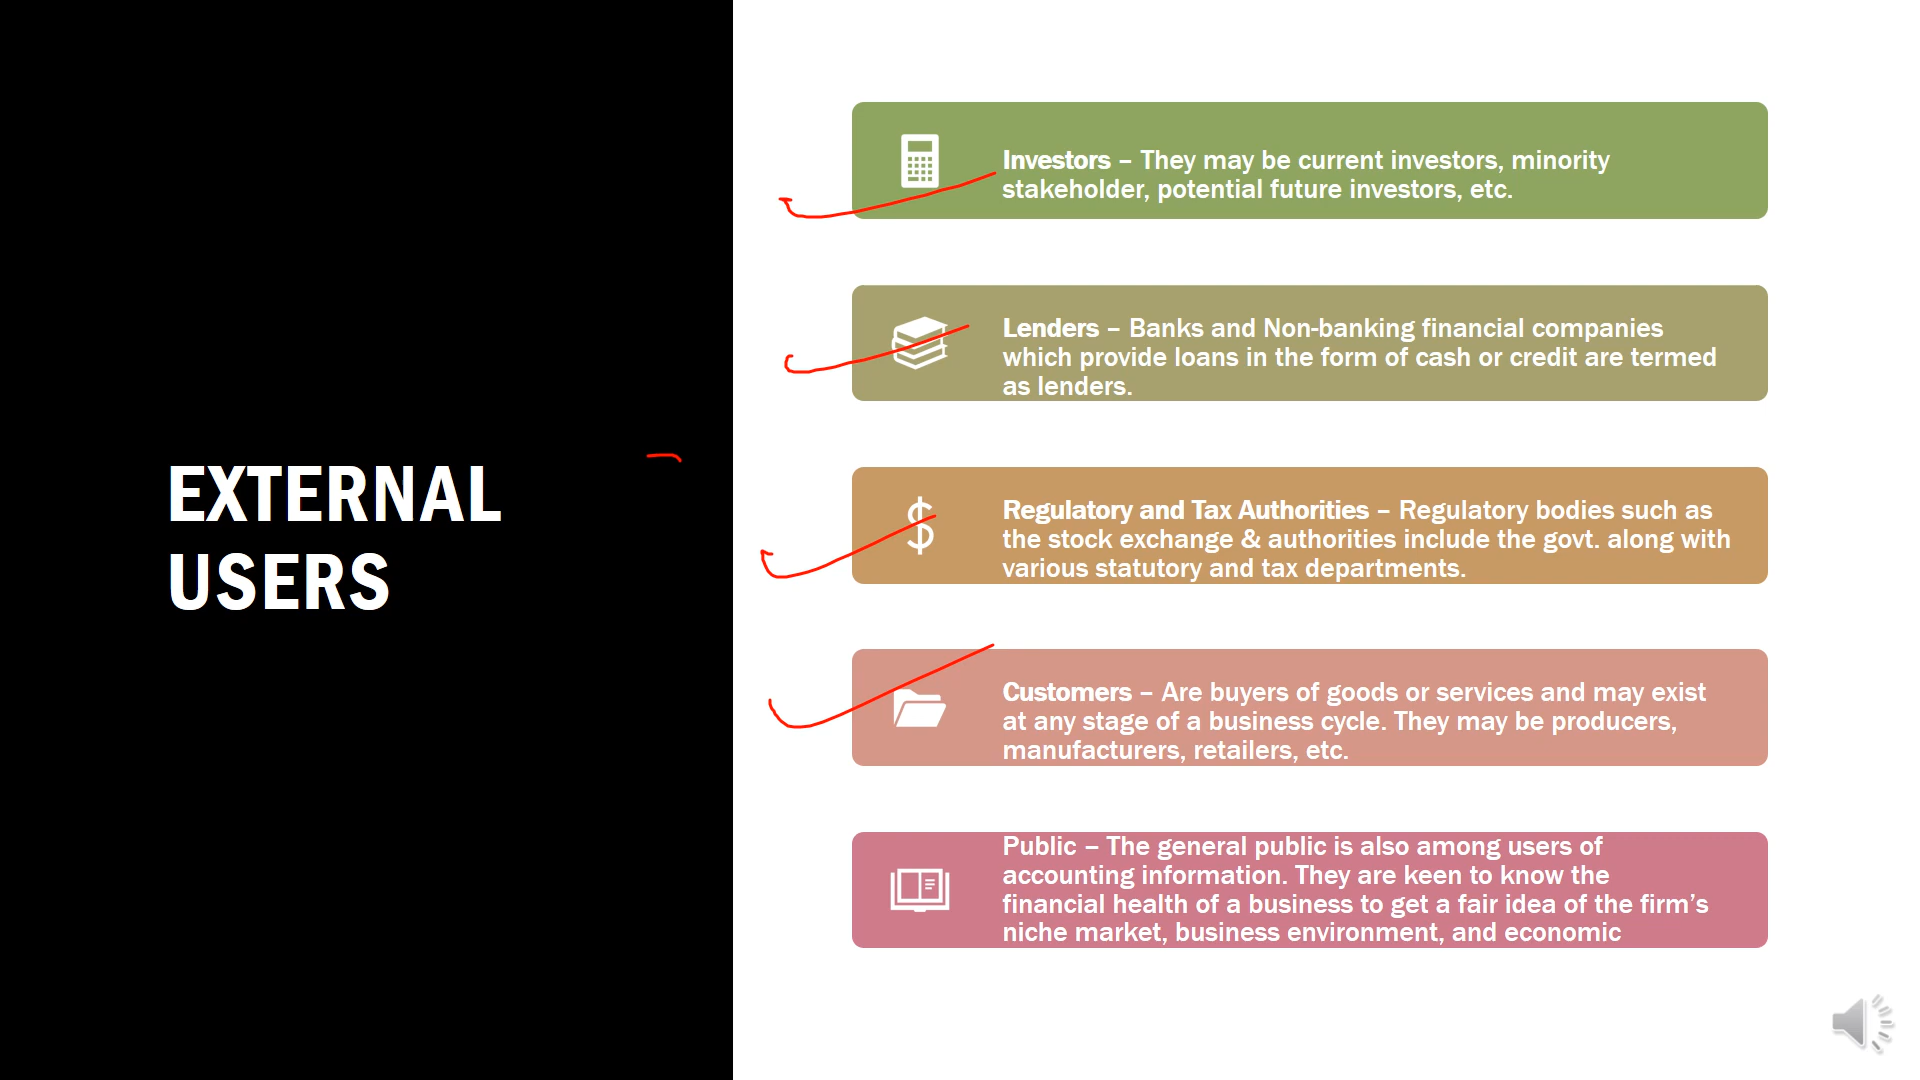 EXTERNAL
USERS
Investors – They may be current investors, minority
stakeholder, potential future investors, etc.
Lenders – Banks and Non-banking financial companies
which provide loans in the form of cash or credit are termed
as lenders.
Regulatory and Tax Authorities – Regulatory bodies such as
the stock exchange & authorities include the govt. along with
various statutory and tax departments.
Customers – Are buyers of goods or services and may exist
at any stage of a business cycle. They may be producers,
manufacturers, retailers, etc.
Public – The general public is also among users of
accounting information. They are keen to know the
financial health of a business to get a fair idea of the firm’s
niche market, business environment, and economic